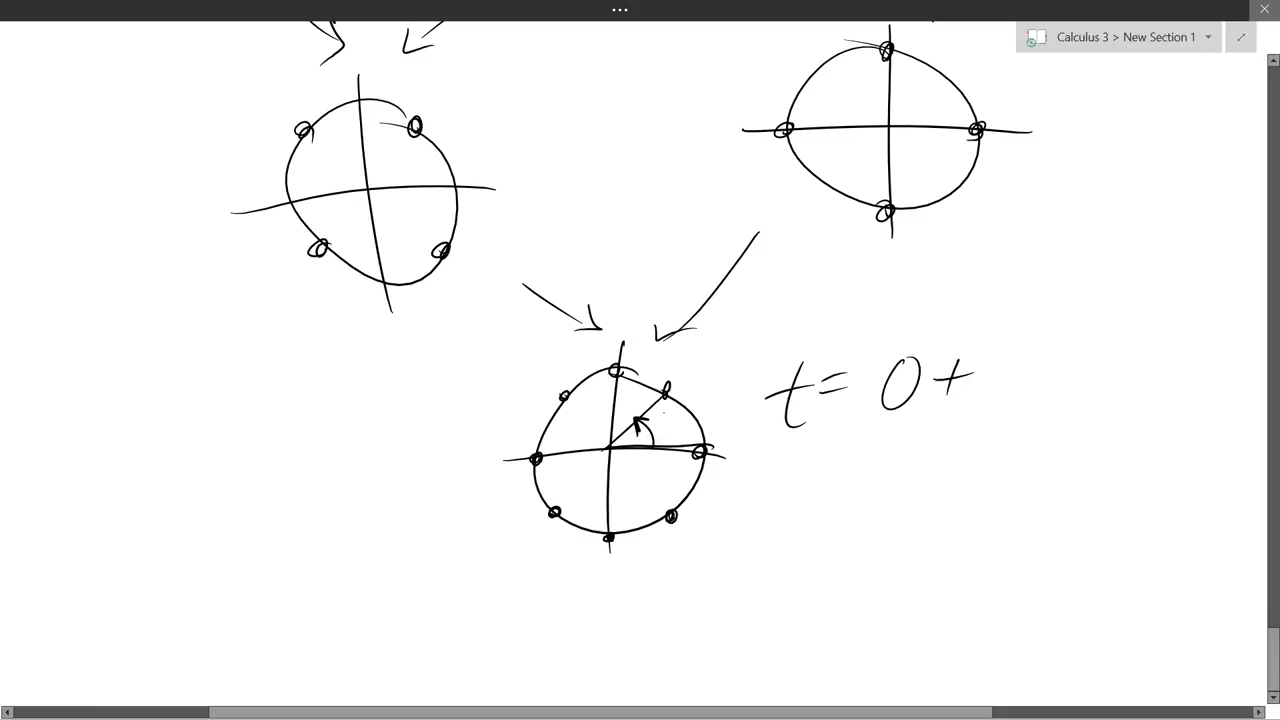 Calculus 3 > New Section 1
t = 0 +